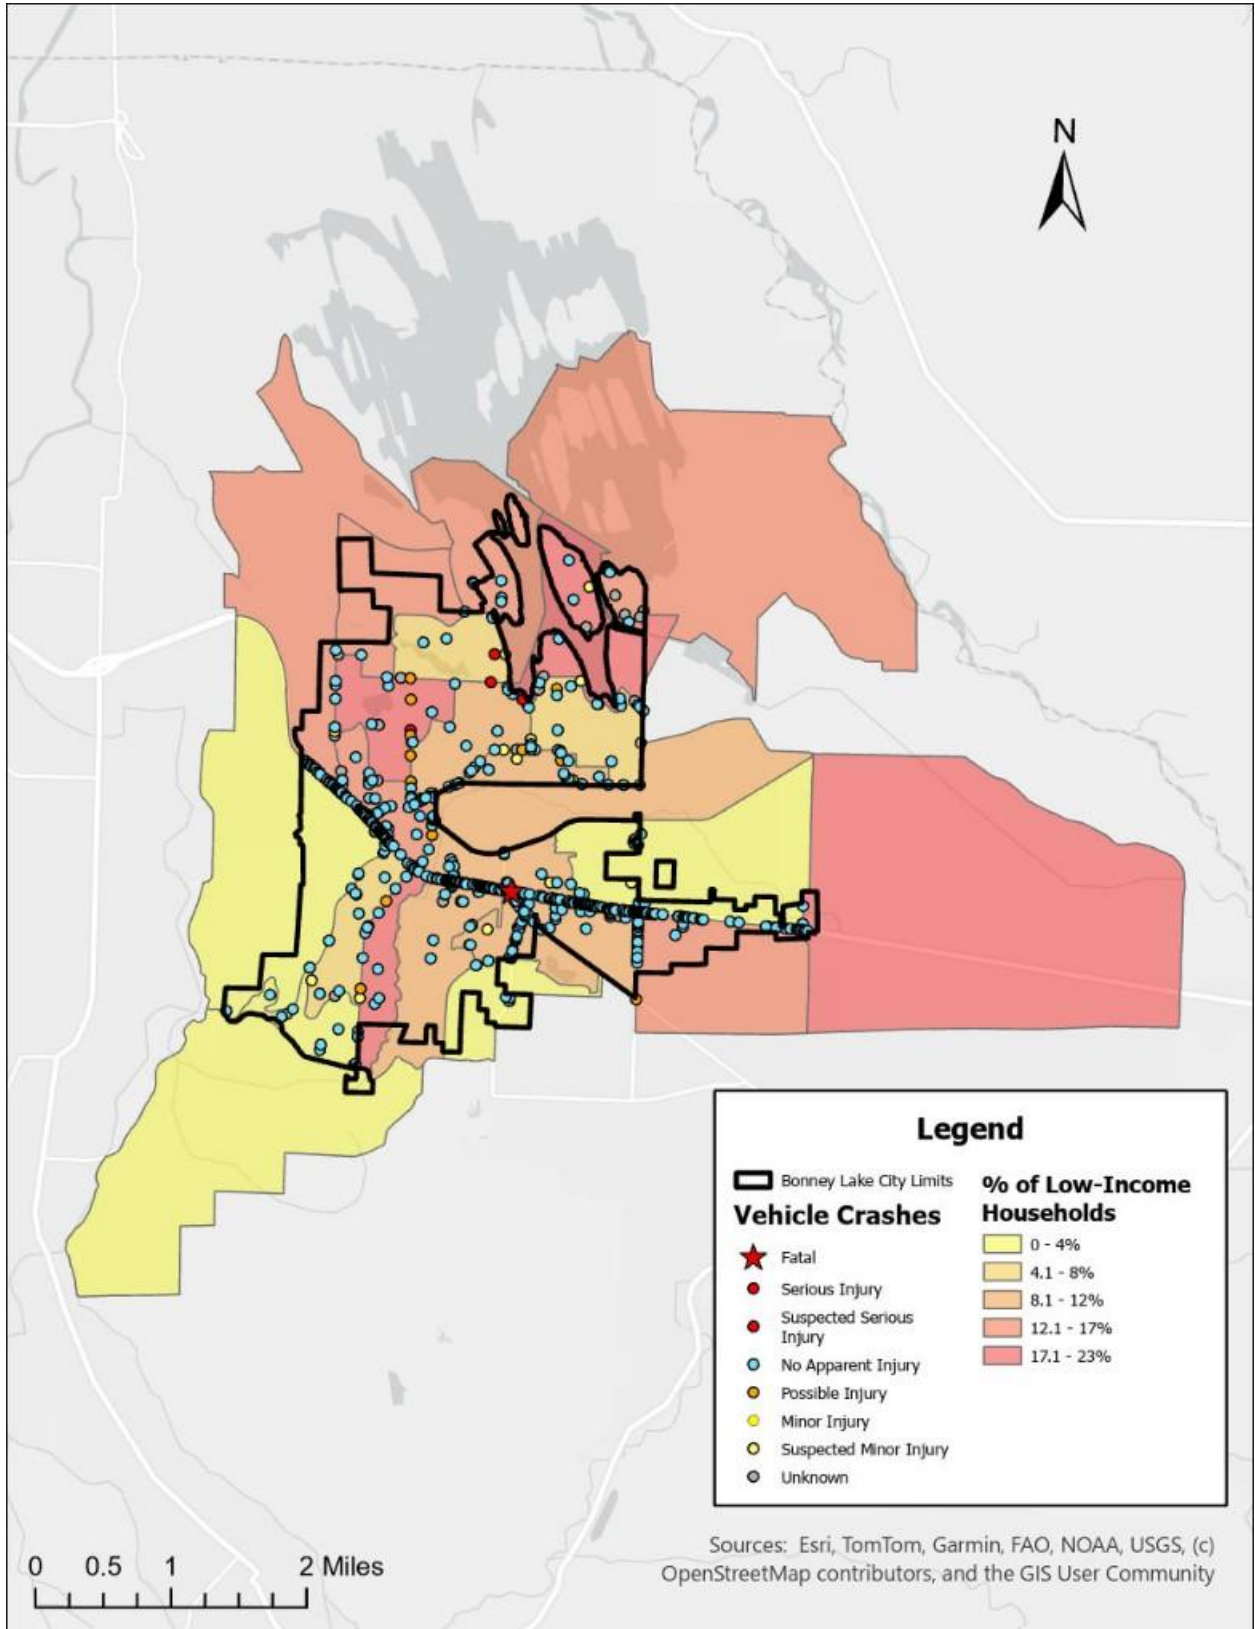 N
Legend
Bonney Lake City Limits
Vehicle Crashes
Fatal
Serious Injury
Suspected Serious
Injury
No Apparent Injury
Possible Injury
Minor Injury
Suspected Minor Injury
Unknown
% of Low-Income
Households
0 - 4%
4.1 - 8%
8.1 - 12%
12.1 - 17%
17.1 - 23%
0 0.5 1 2 Miles
Sources: Esri, TomTom, Garmin, FAO, NOAA, USGS, (c)
OpenStreetMap contributors, and the GIS User Community